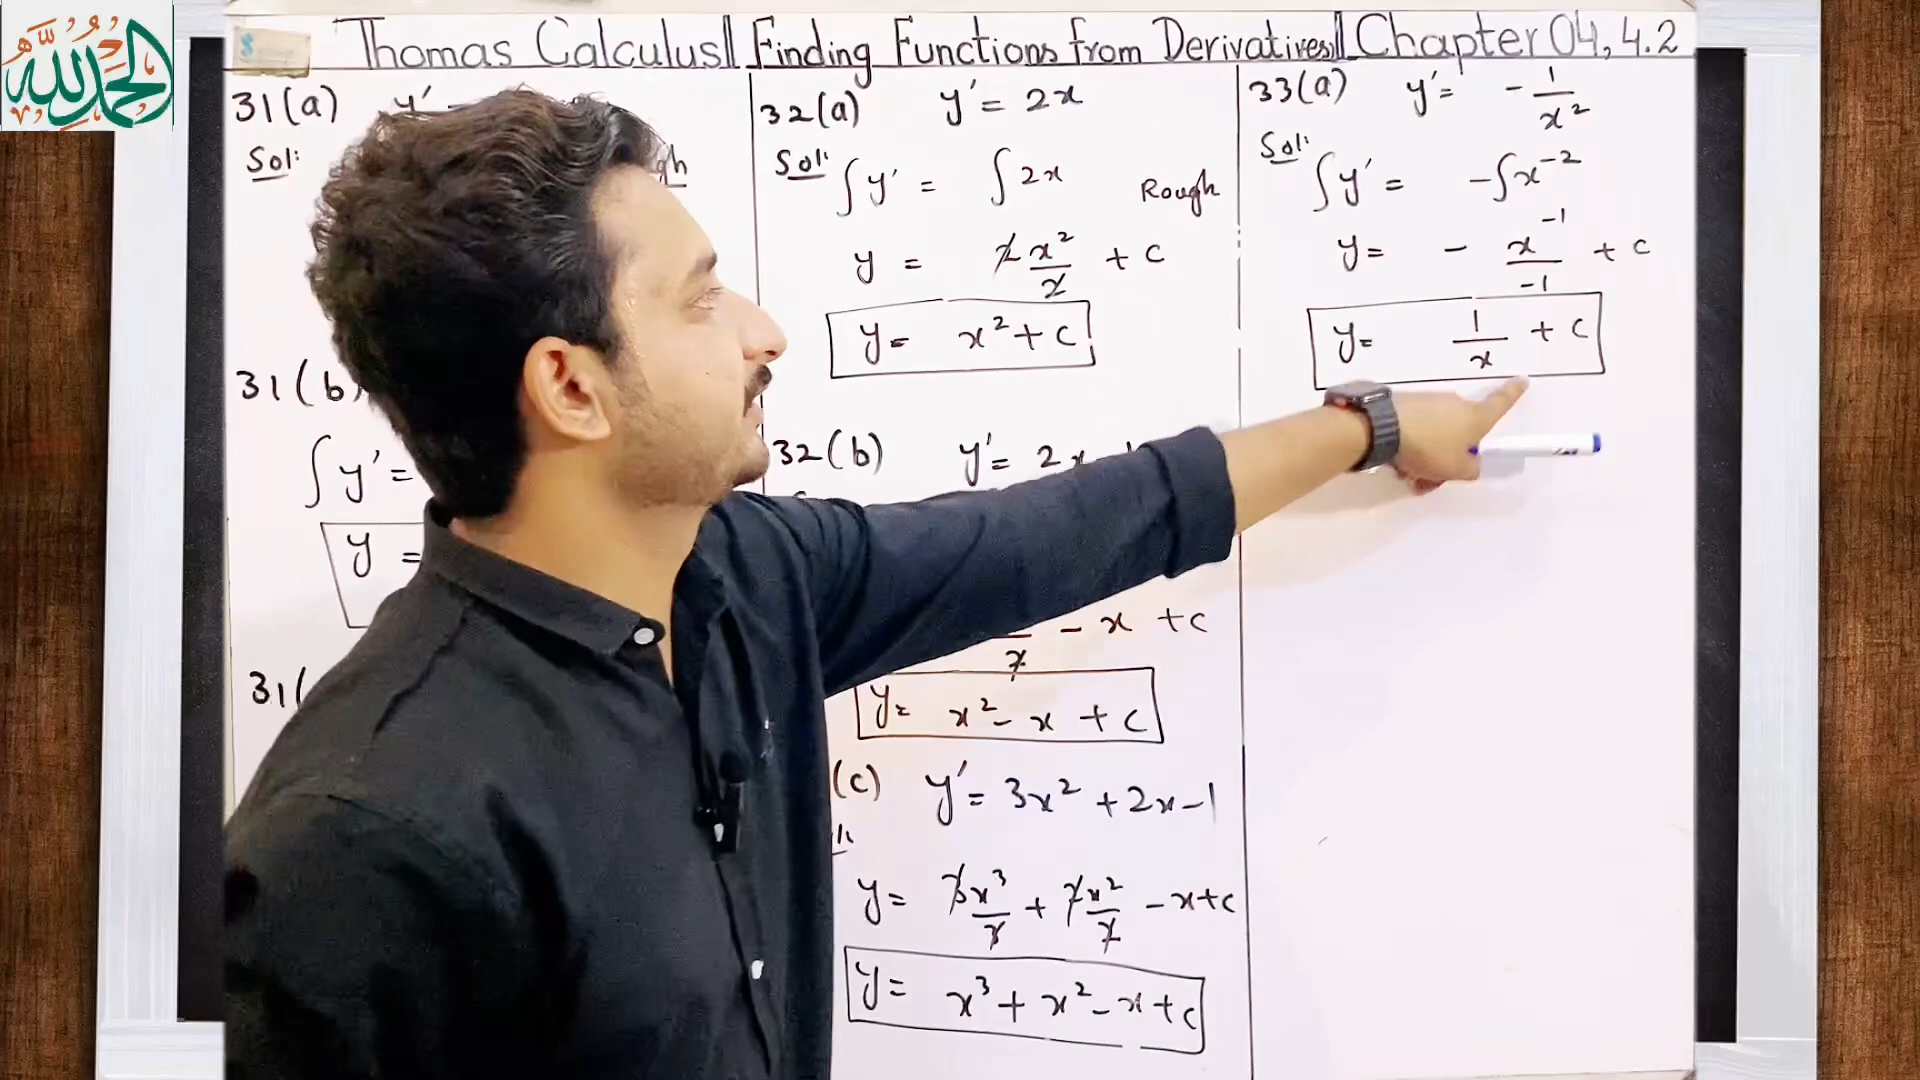 الحمد لله
Thomas Calculus || Finding Functions from Derivatives || Chapter 04, 4.2
31(a) y'
Sol:
31(b)
∫y' =
y =
31(
32(a) y' = 2x
Sol: ∫y' = ∫2x Rough
y = 2x²/2 + c
y = x² + c
32(b) y' = 2x
- x + c
y = x² - x + c
(c) y' = 3x² + 2x - 1
y = 3x³/3 + 2x²/2 - x + c
y = x³ + x² - x + c
33(a) y' = - 1/x²
Sol:
∫y' = -∫x⁻²
y = - x⁻¹/-1 + c
y = 1/x + c